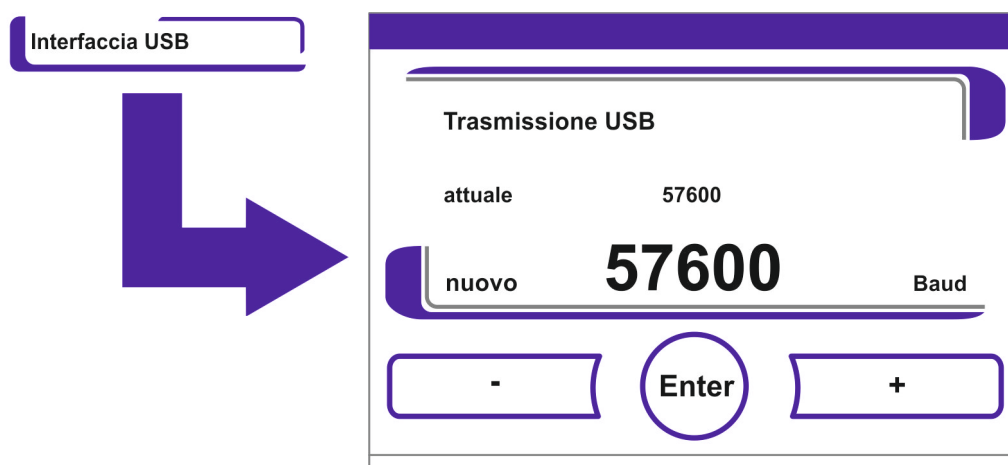 Interfaccia USB
Trasmissione USB
attuale 57600
nuovo 57600 Baud
- Enter +